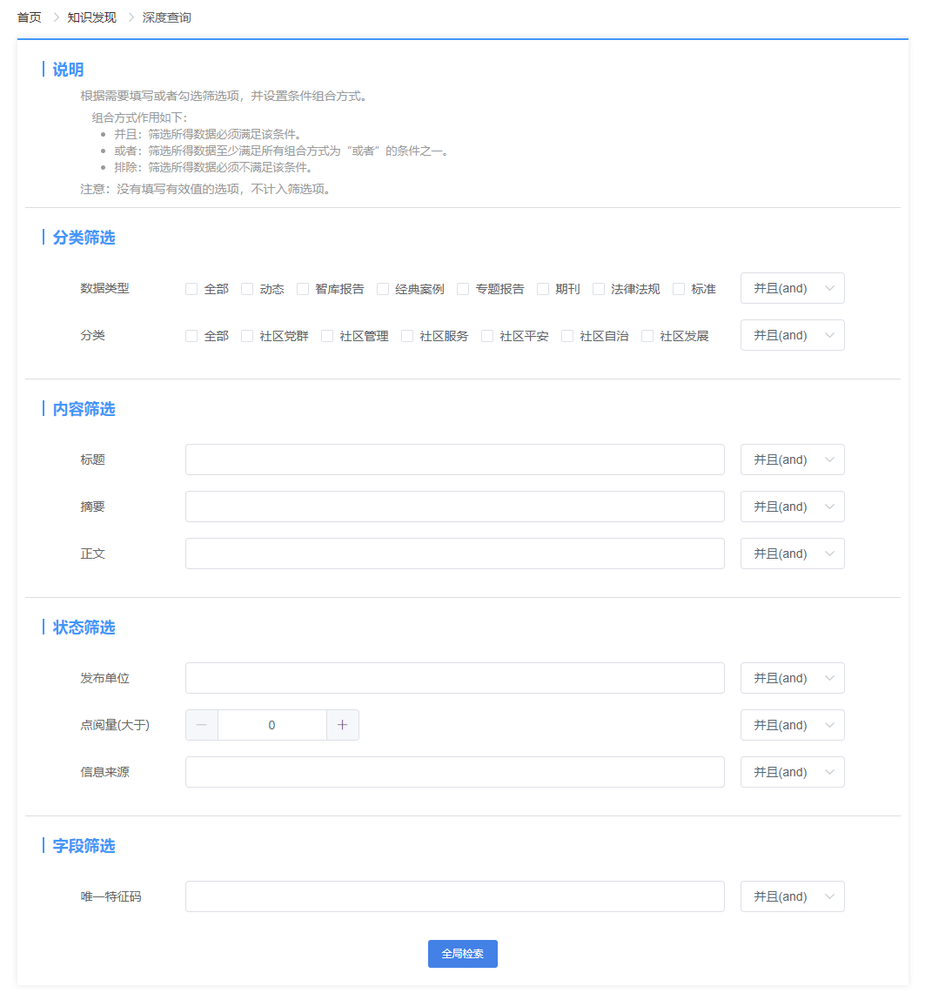 首页 > 知识发现 > 深度查询
说明
根据需要填写或者勾选筛选项，并设置条件组合方式。
组合方式作用如下：
• 并且：筛选所得数据必须满足该条件。
• 或者：筛选所得数据至少满足所有组合方式为“或者”的条件之一。
• 排除：筛选所得数据必须不满足该条件。
注意：没有填写有效值的选项，不计入筛选项。
分类筛选
数据类型 全部 动态 智库报告 经典案例 专题报告 期刊 法律法规 标准 并且(and)
分类 全部 社区党群 社区管理 社区服务 社区平安 社区自治 社区发展 并且(and)
内容筛选
标题 并且(and)
摘要 并且(and)
正文 并且(and)
状态筛选
发布单位 并且(and)
点阅量(大于) — 0 + 并且(and)
信息来源 并且(and)
字段筛选
唯一特征码 并且(and)
全局检索